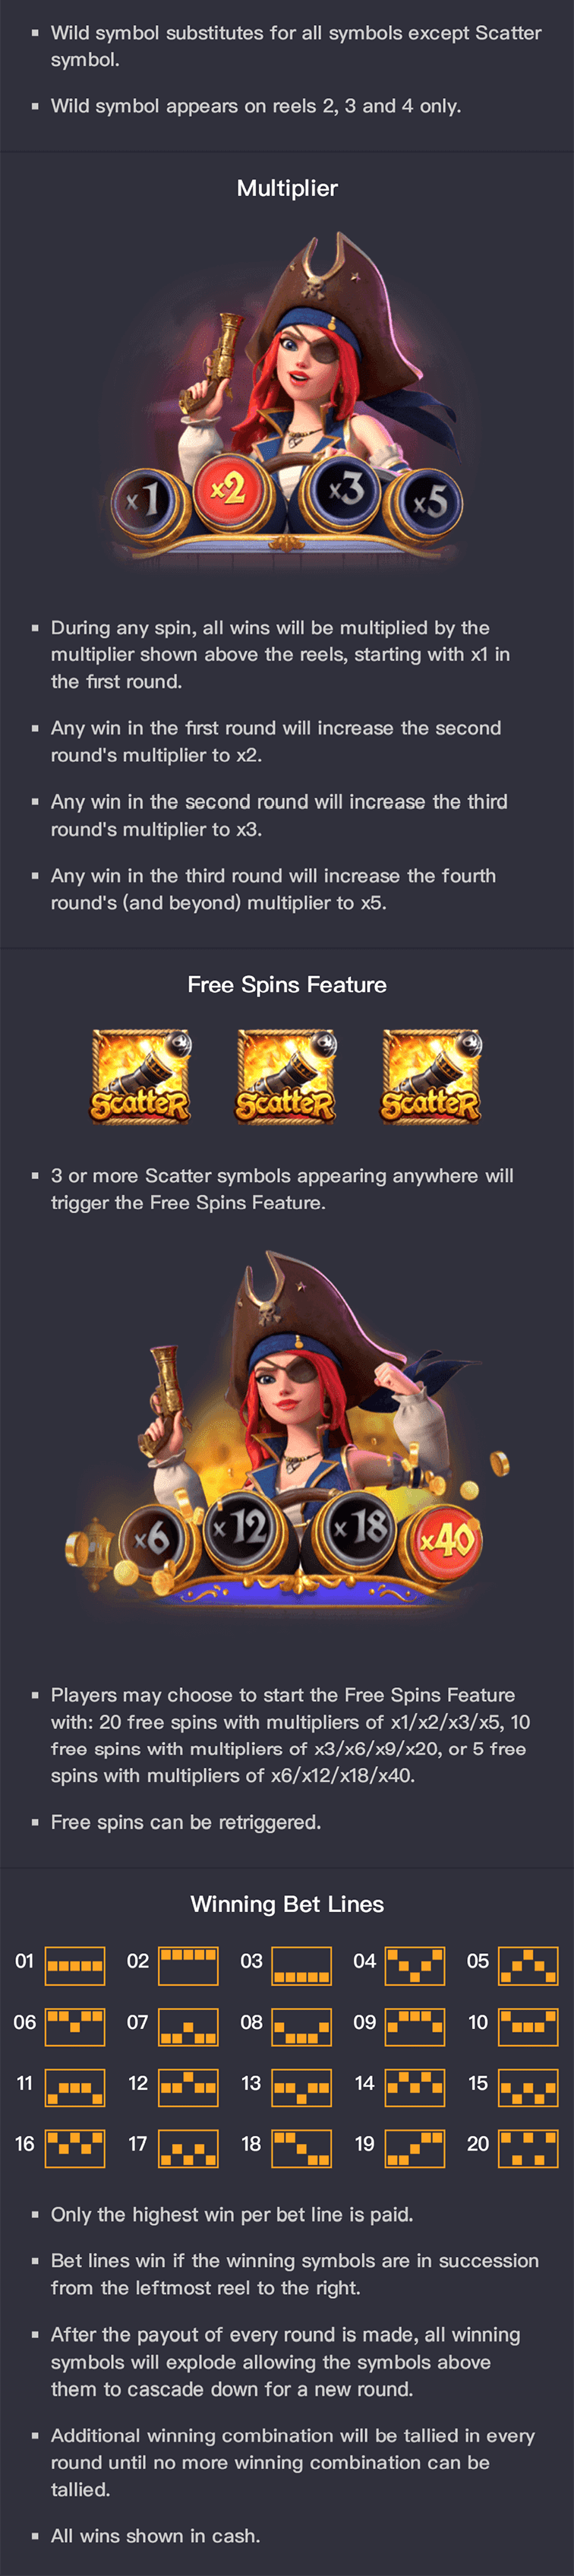 Wild symbol substitutes for all symbols except Scatter
symbol.
Wild symbol appears on reels 2, 3 and 4 only.
Multiplier
x1 x2 x3 x5
During any spin, all wins will be multiplied by the
multiplier shown above the reels, starting with x1 in
the first round.
Any win in the first round will increase the second
round's multiplier to x2.
Any win in the second round will increase the third
round's multiplier to x3.
Any win in the third round will increase the fourth
round's (and beyond) multiplier to x5.
Free Spins Feature
Scatter Scatter Scatter
3 or more Scatter symbols appearing anywhere will
trigger the Free Spins Feature.
x6 x12 x18 x40
Players may choose to start the Free Spins Feature
with: 20 free spins with multipliers of x1/x2/x3/x5, 10
free spins with multipliers of x3/x6/x9/x20, or 5 free
spins with multipliers of x6/x12/x18/x40.
Free spins can be retriggered.
Winning Bet Lines
01 02 03 04 05
06 07 08 09 10
11 12 13 14 15
16 17 18 19 20
Only the highest win per bet line is paid.
Bet lines win if the winning symbols are in succession
from the leftmost reel to the right.
After the payout of every round is made, all winning
symbols will explode allowing the symbols above
them to cascade down for a new round.
Additional winning combination will be tallied in every
round until no more winning combination can be
tallied.
All wins shown in cash.